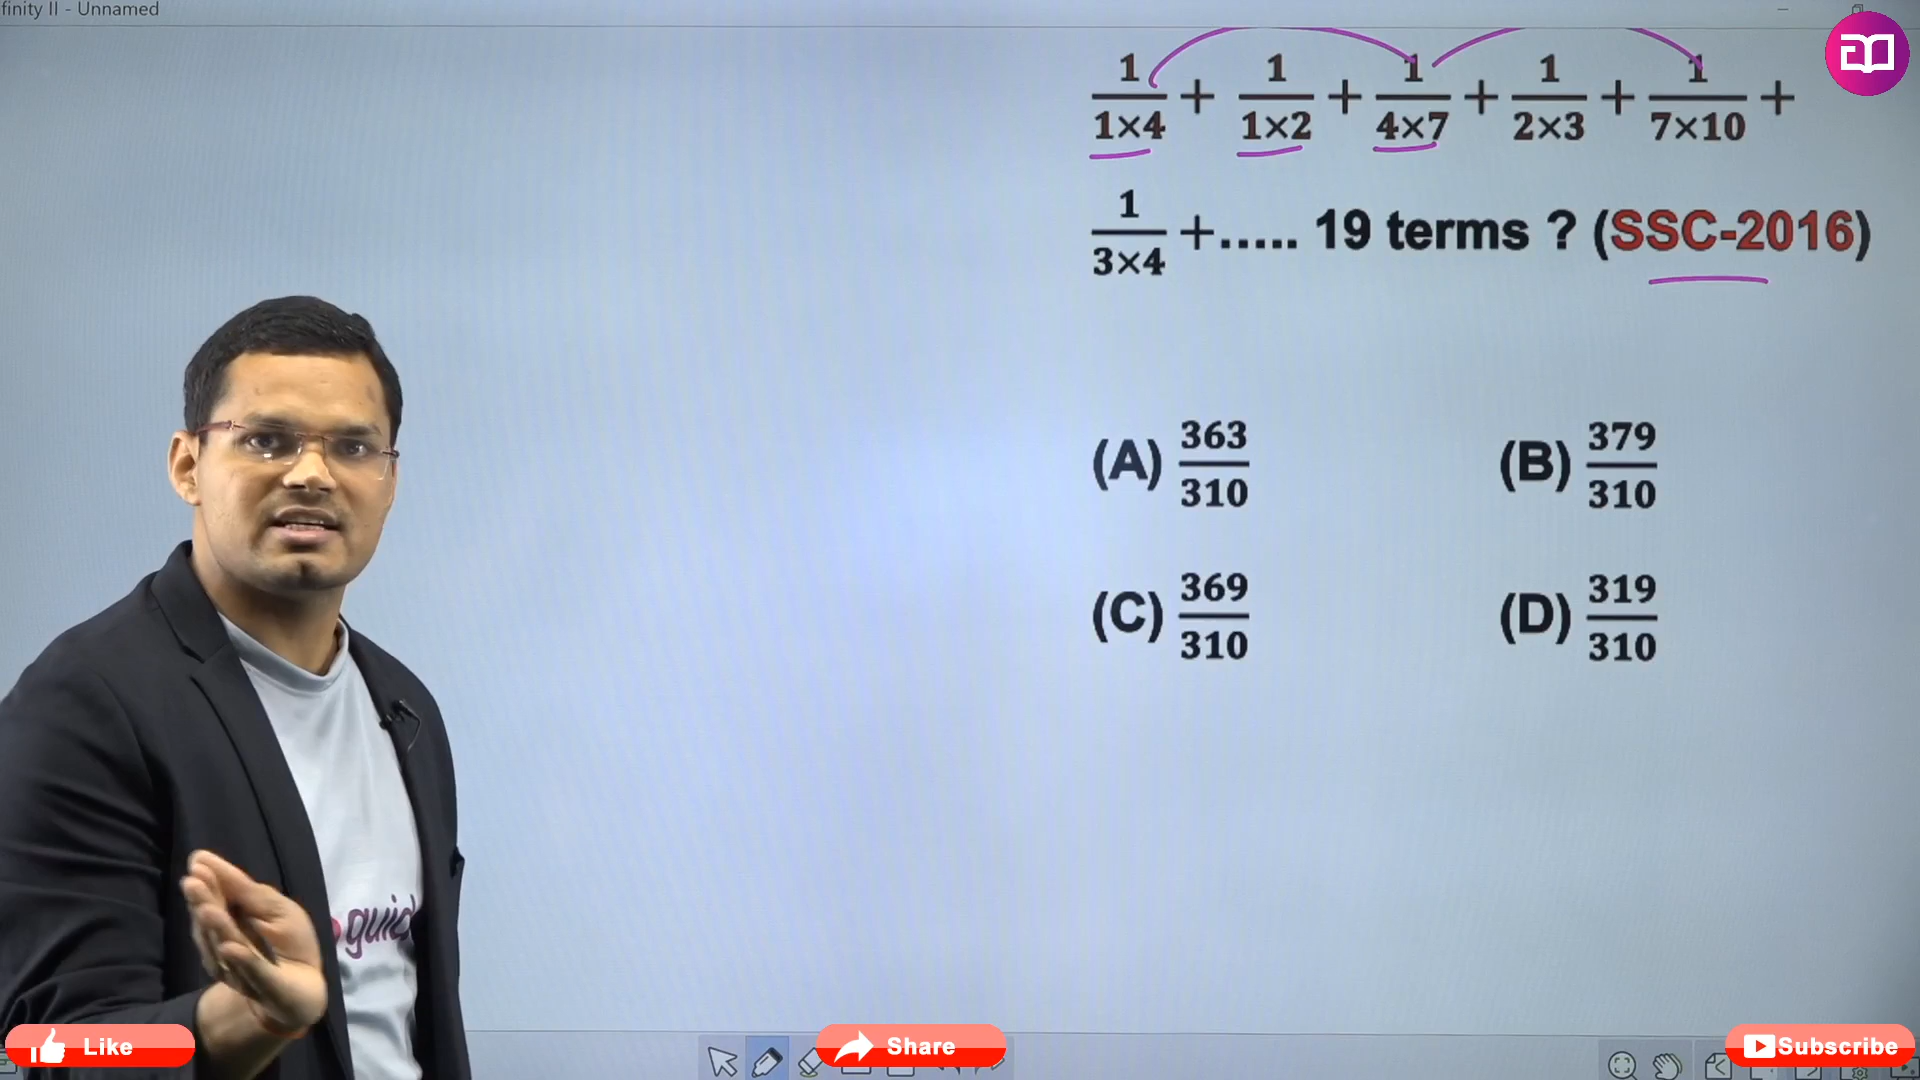 finity II - Unnamed
1/(1×4) + 1/(1×2) + 1/(4×7) + 1/(2×3) + 1/(7×10) +
1/(3×4) +..... 19 terms ? (SSC-2016)
(A) 363/310 (B) 379/310
(C) 369/310 (D) 319/310
guid
Like
Share
Subscribe